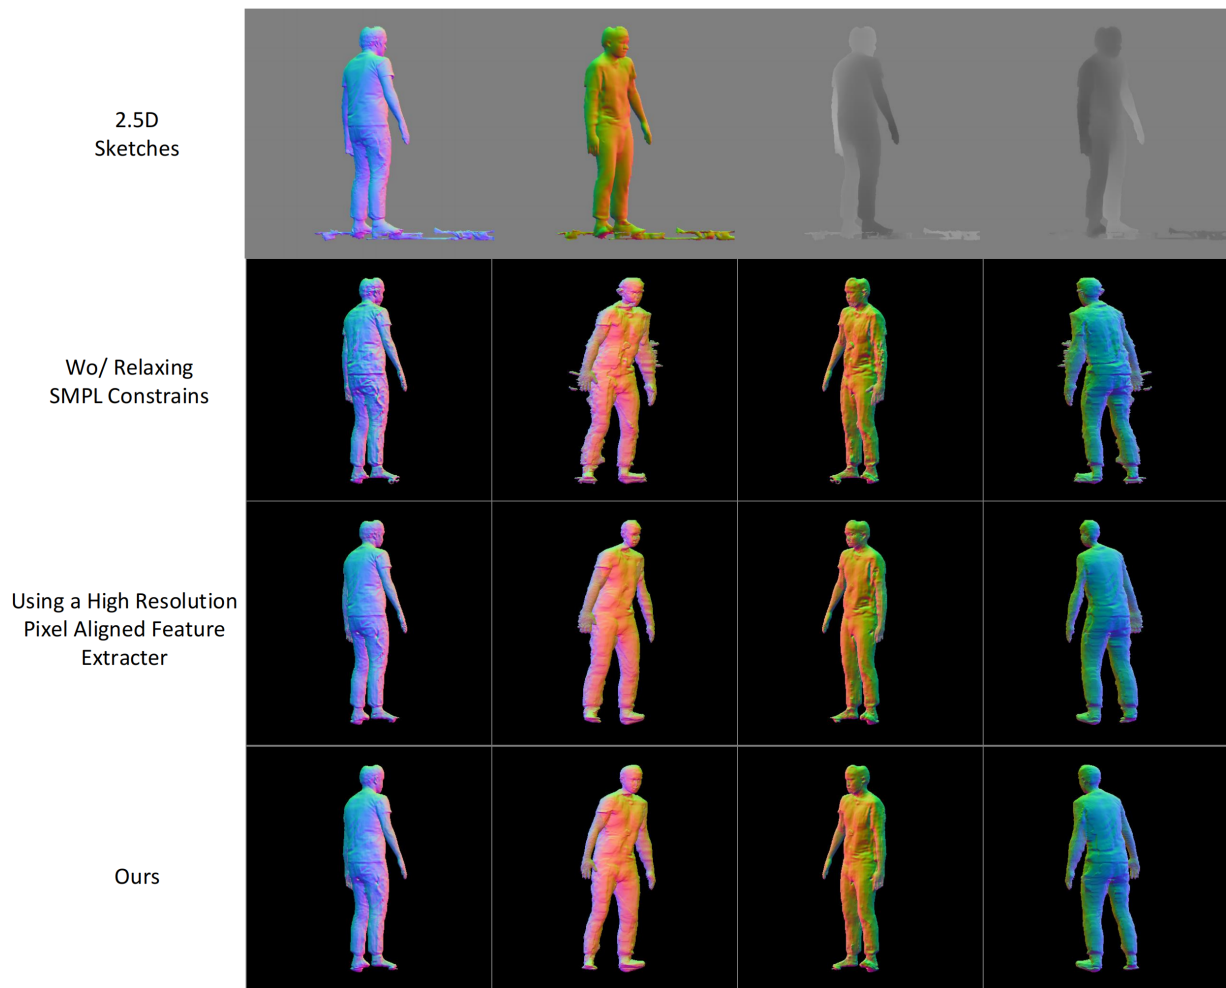 2.5D
Sketches
Wo/ Relaxing
SMPL Constrains
Using a High Resolution
Pixel Aligned Feature
Extracter
Ours